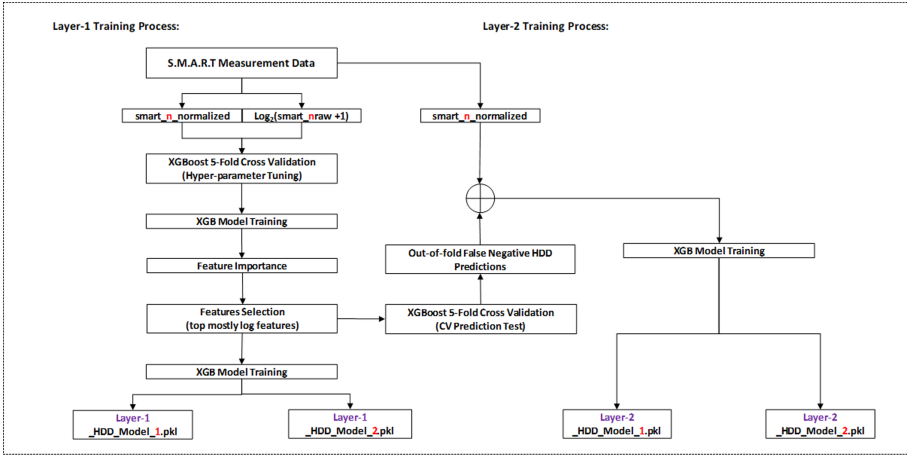 Layer-1 Training Process:
Layer-2 Training Process:
S.M.A.R.T Measurement Data
smart_n_normalized
Log₂(smart_nraw +1)
smart_n_normalized
XGBoost 5-Fold Cross Validation
(Hyper-parameter Tuning)
XGB Model Training
Feature Importance
Features Selection
(top mostly log features)
XGB Model Training
Layer-1
_HDD_Model_1.pkl
Layer-1
_HDD_Model_2.pkl
XGBoost 5-Fold Cross Validation
(CV Prediction Test)
Out-of-fold False Negative HDD
Predictions
XGB Model Training
Layer-2
_HDD_Model_1.pkl
Layer-2
_HDD_Model_2.pkl